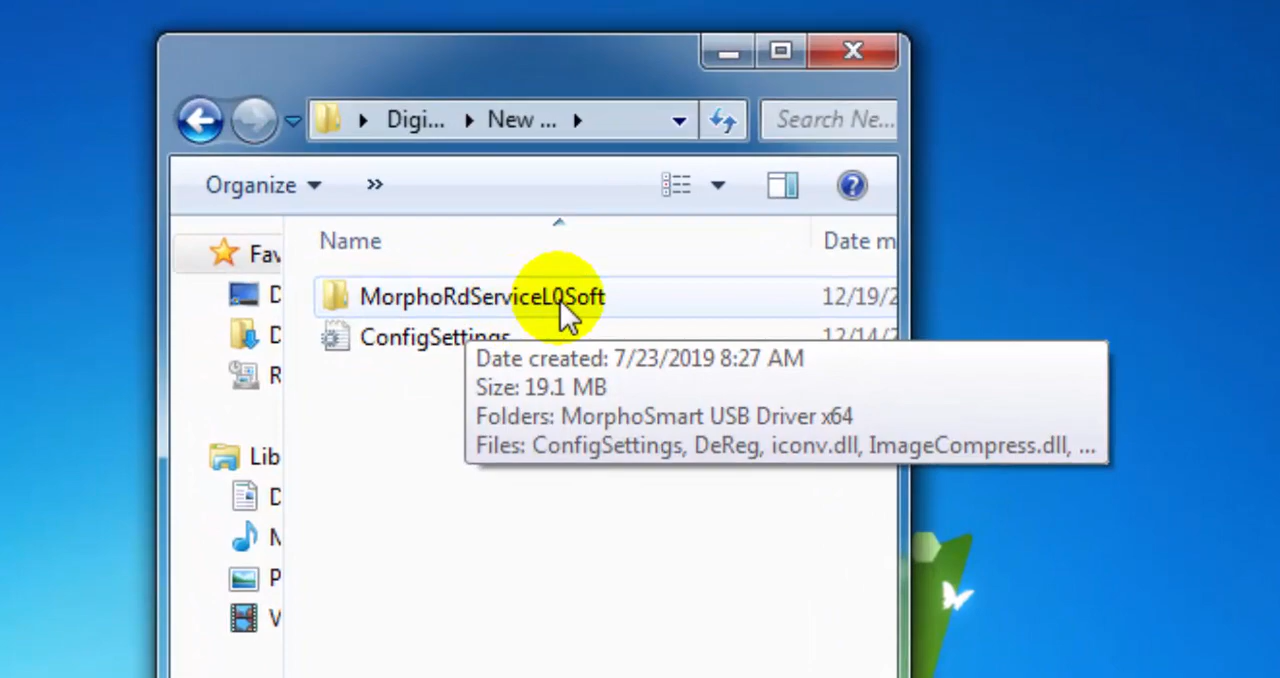 Digi... New ... Search Ne...
Organize »
Name Date m
Fav
MorphoRdServiceL0Soft 12/19/2
ConfigSettings 12/14/2
Date created: 7/23/2019 8:27 AM
Size: 19.1 MB
Folders: MorphoSmart USB Driver x64
Files: ConfigSettings, DeReg, iconv.dll, ImageCompress.dll, ...
D
D
R
Lib
D
M
P
V